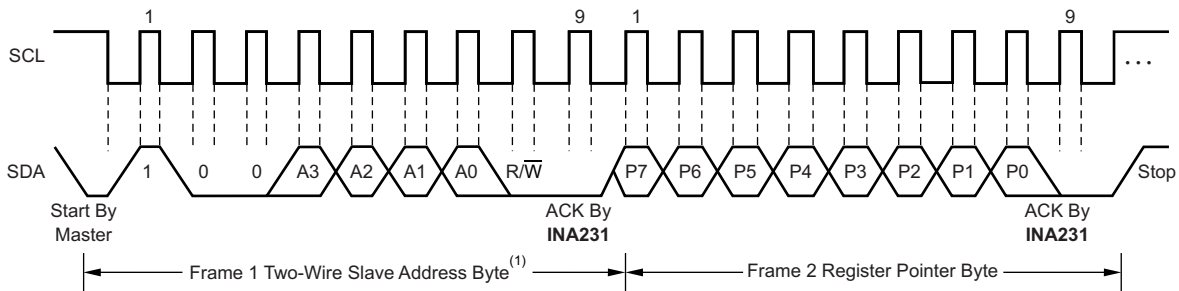 1 9 1 9
SCL ...
SDA 1 0 0 A3 A2 A1 A0 R/W̅ P7 P6 P5 P4 P3 P2 P1 P0 Stop
Start By ACK By ACK By
Master INA231 INA231
Frame 1 Two-Wire Slave Address Byte(1) Frame 2 Register Pointer Byte